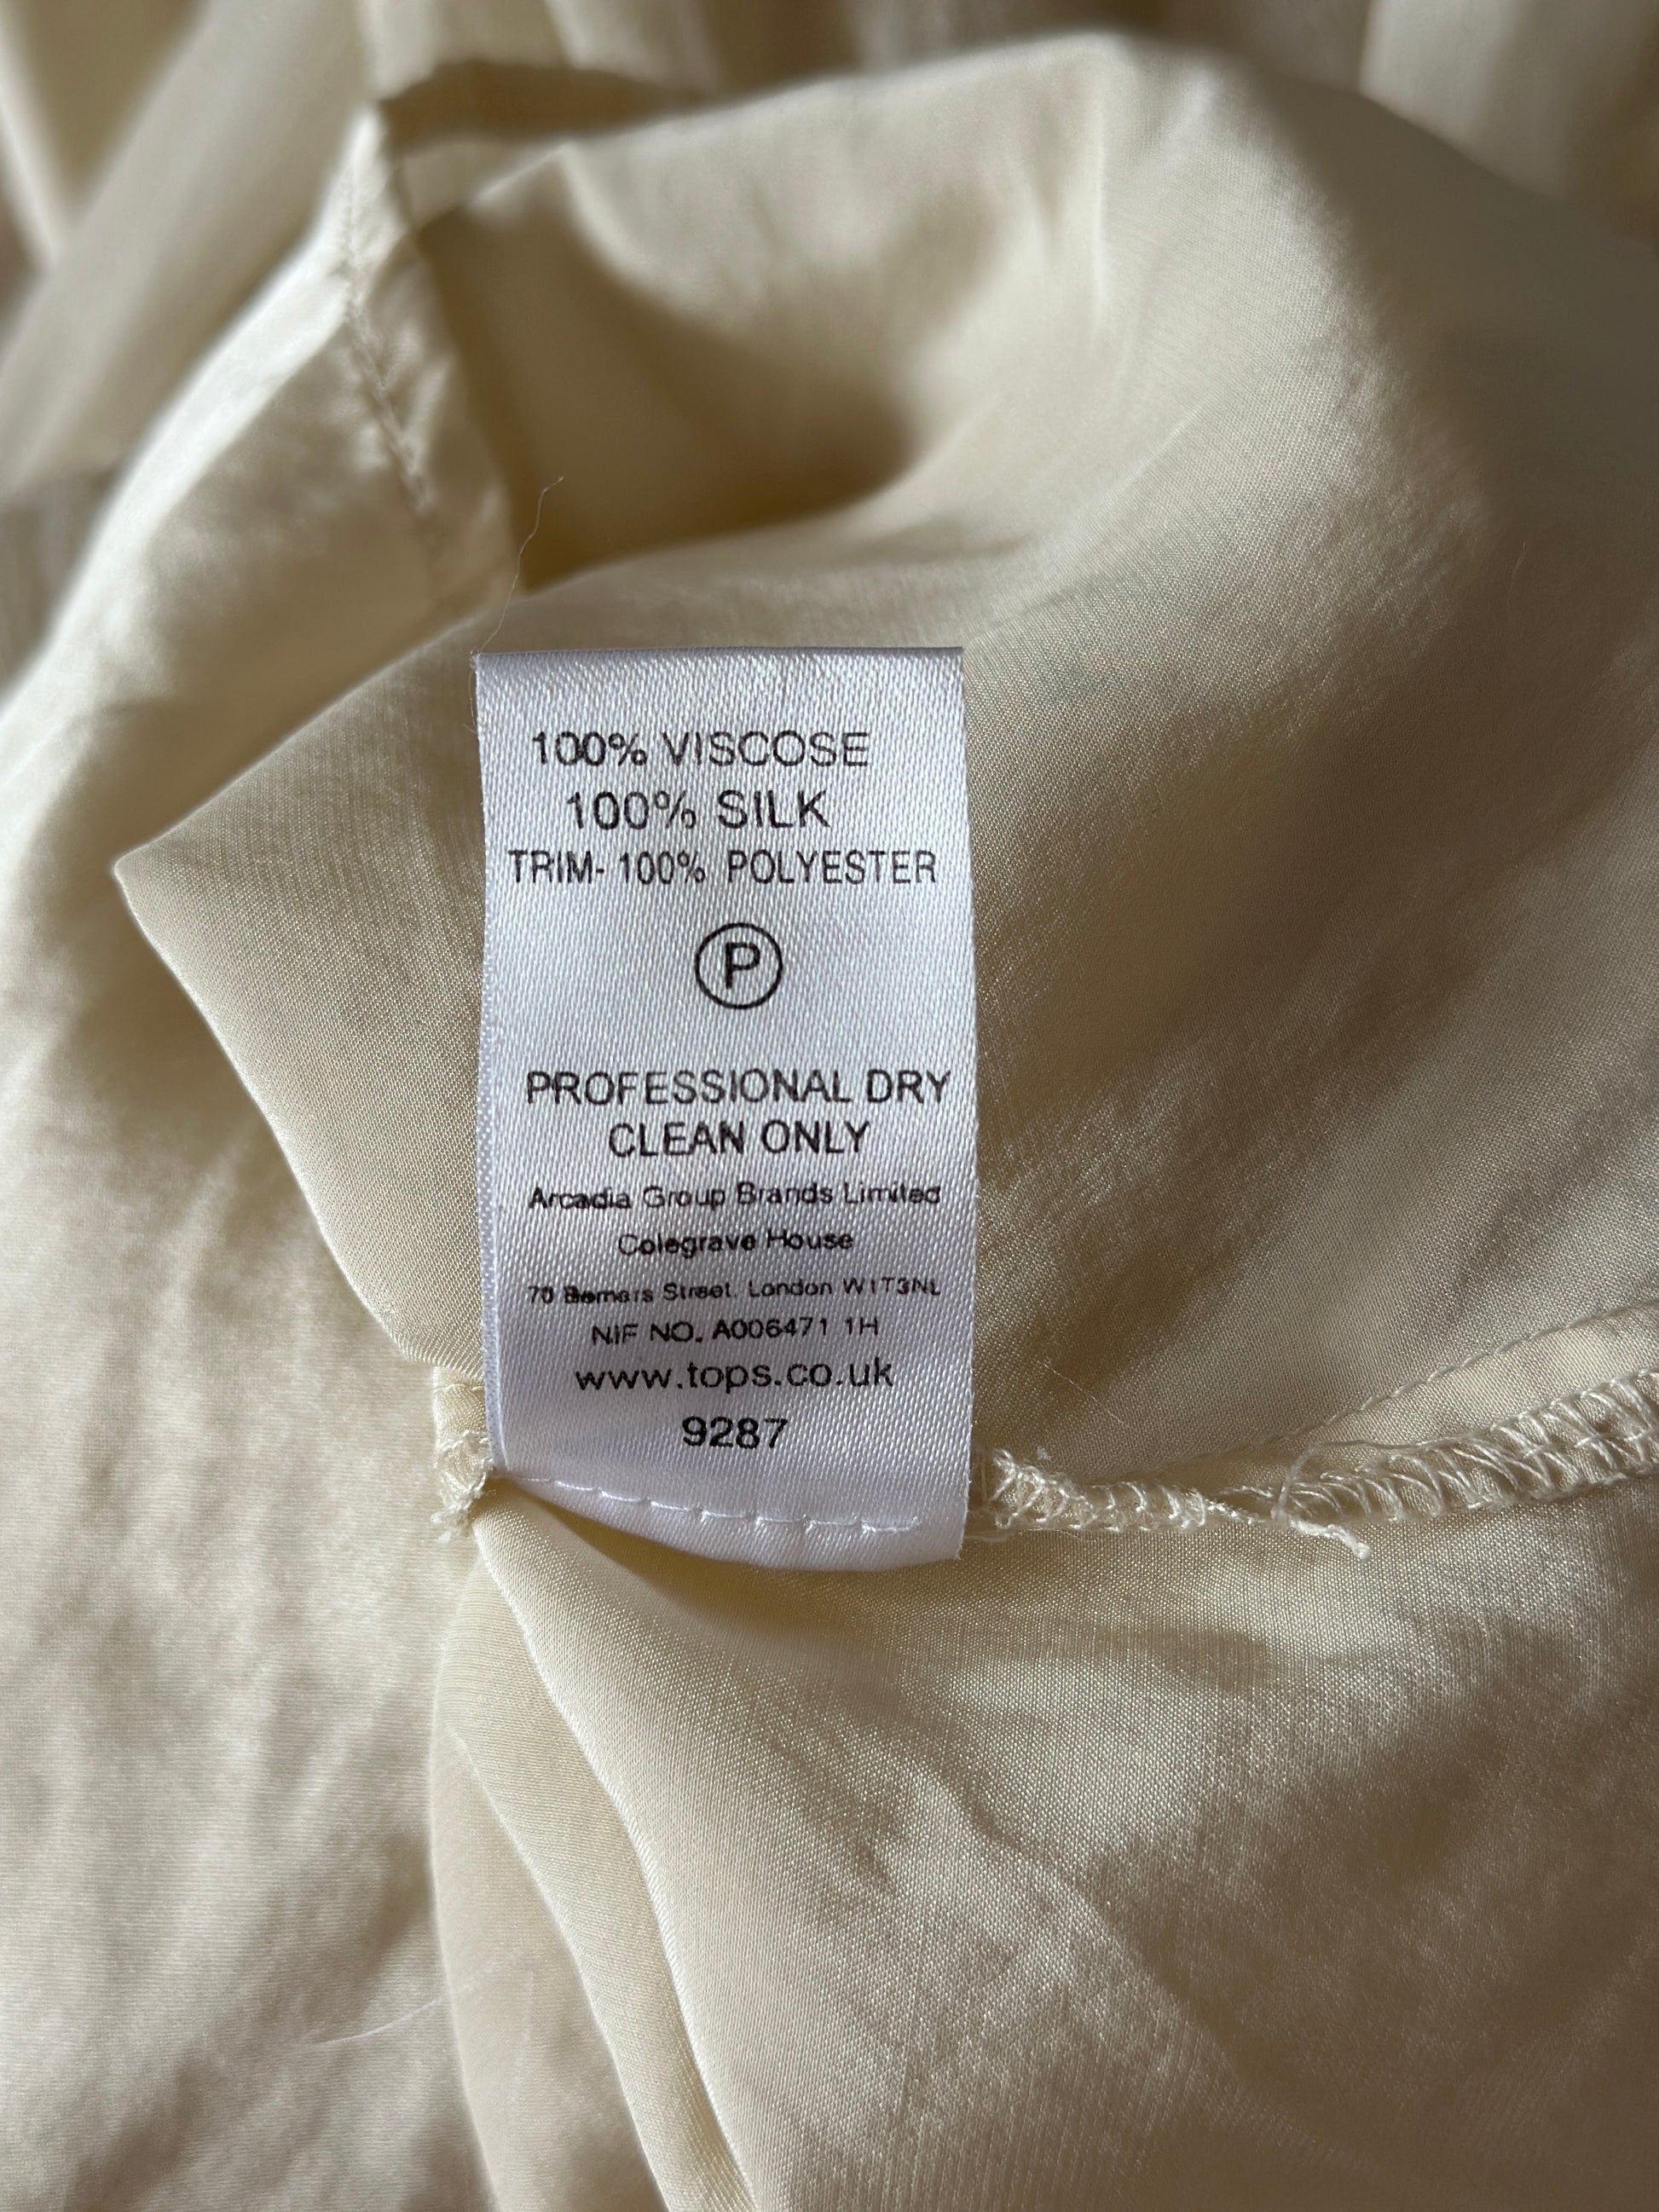 100% VISCOSE
100% SILK
TRIM- 100% POLYESTER
P
PROFESSIONAL DRY
CLEAN ONLY
Arcadia Group Brands Limited
Colegrave House
70 Berners Street. London W1T3NL
NIF NO. A006471 1H
www.tops.co.uk
9287